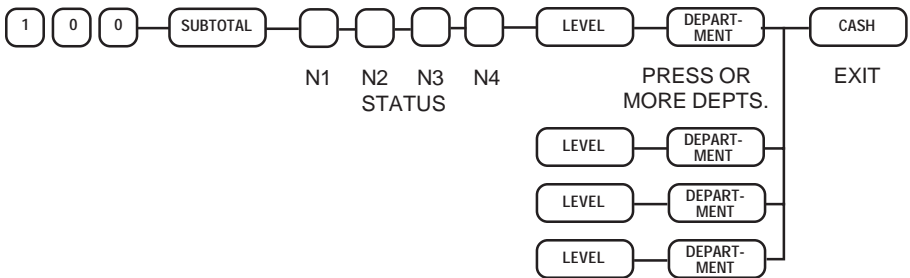 1 0 0 SUBTOTAL LEVEL DEPART-MENT CASH
N1 N2 N3 N4 PRESS OR EXIT
STATUS MORE DEPTS.
LEVEL DEPART-MENT
LEVEL DEPART-MENT
LEVEL DEPART-MENT